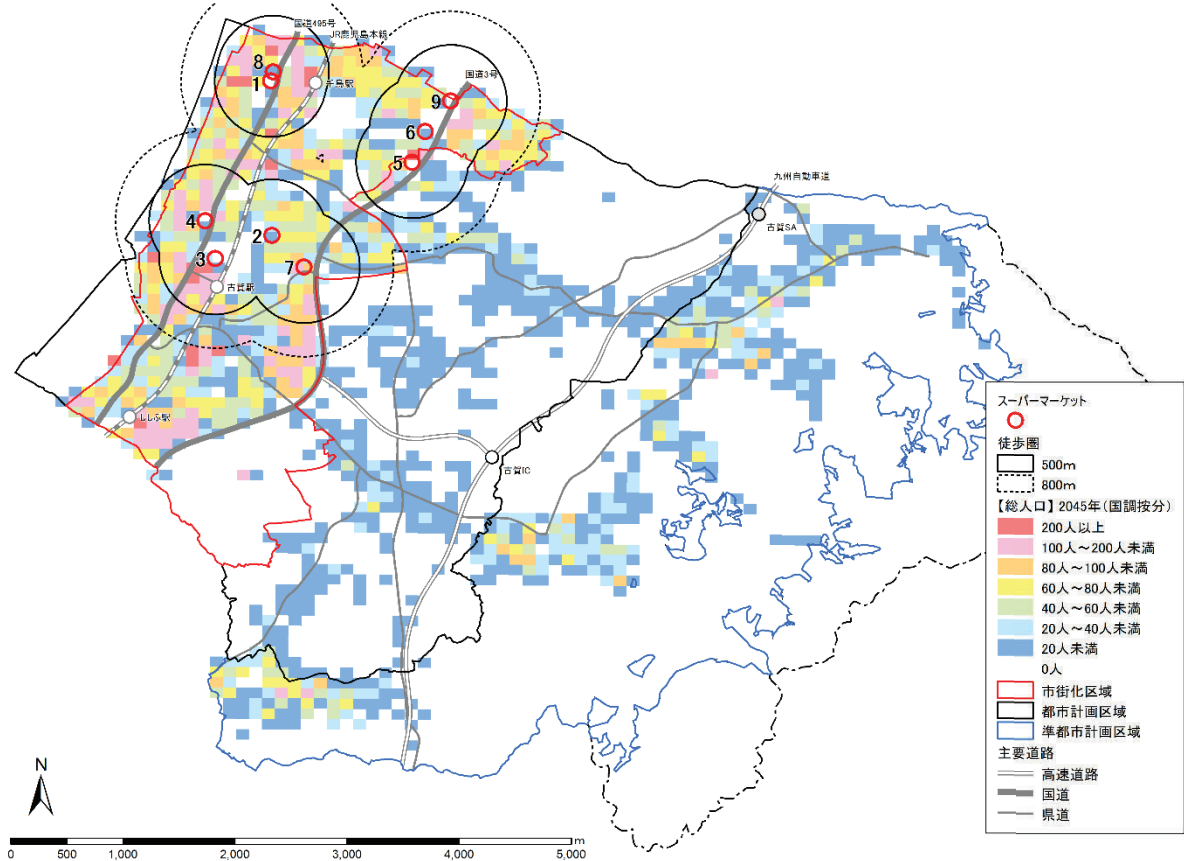 国道495号
JR鹿児島本線
8
1
千鳥駅
国道3号
9
6
5
九州自動車道
古賀SA
4
2
3
7
古賀駅
ししぶ駅
古賀IC
スーパーマーケット
徒歩圏
500m
800m
【総人口】 2045年(国調按分)
200人以上
100人～200人未満
80人～100人未満
60人～80人未満
40人～60人未満
20人～40人未満
20人未満
0人
市街化区域
都市計画区域
準都市計画区域
主要道路
高速道路
国道
県道
N
0 500 1,000 2,000 3,000 4,000 5,000 m